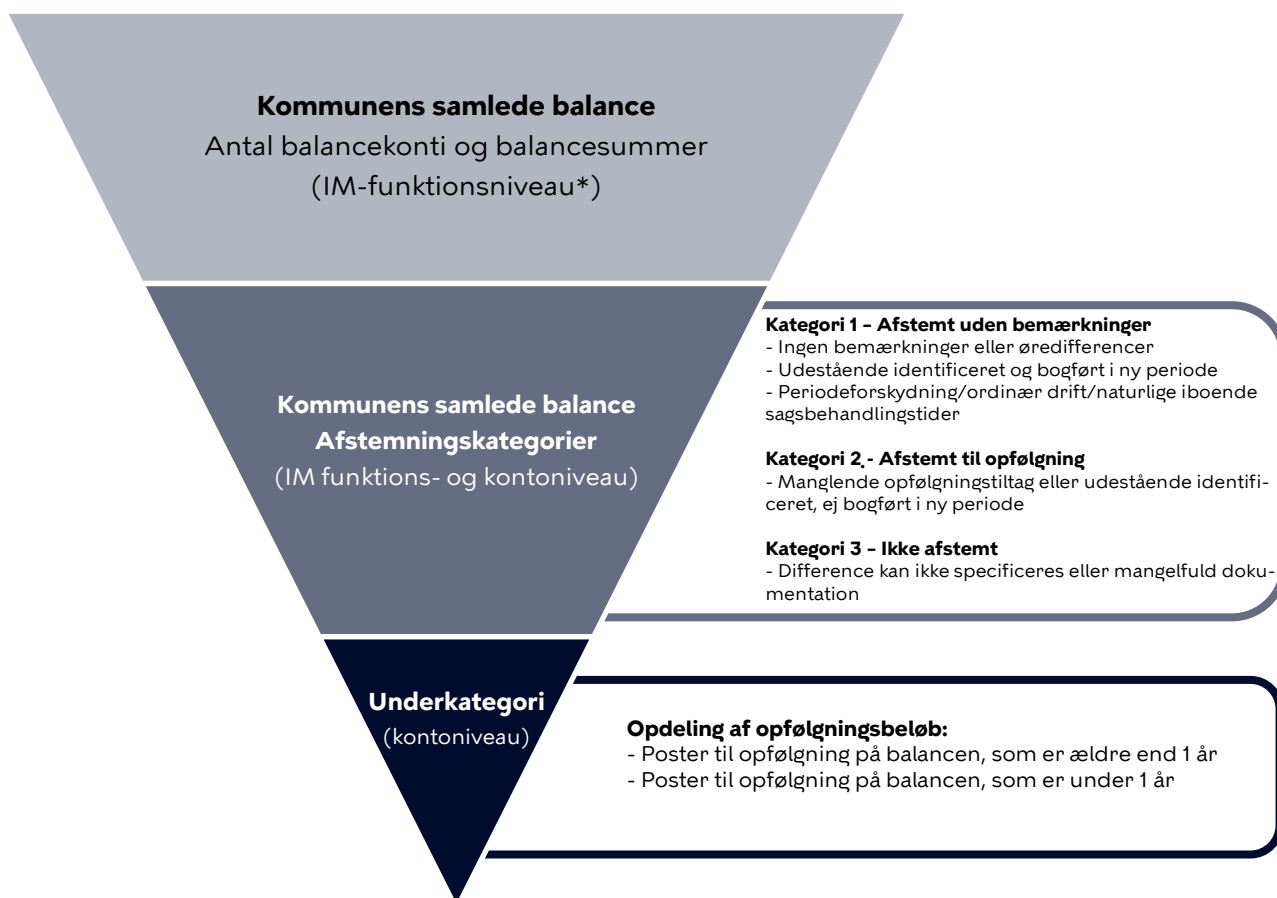 Kommunens samlede balance
Antal balancekonti og balancesummer
(IM-funktionsniveau*)
Kommunens samlede balance
Afstemningskategorier
(IM funktions- og kontoniveau)
Kategori 1 – Afstemt uden bemærkninger
- Ingen bemærkninger eller øredifferencer
- Udestående identificeret og bogført i ny periode
- Periodeforskydning/ordinær drift/naturlige iboende
sagsbehandlingstider
Kategori 2 - Afstemt til opfølgning
- Manglende opfølgningstiltag eller udestående identifi-
ceret, ej bogført i ny periode
Kategori 3 – Ikke afstemt
- Difference kan ikke specificeres eller mangelfuld doku-
mentation
Underkategori
(kontoniveau)
Opdeling af opfølgningsbeløb:
- Poster til opfølgning på balancen, som er ældre end 1 år
- Poster til opfølgning på balancen, som er under 1 år